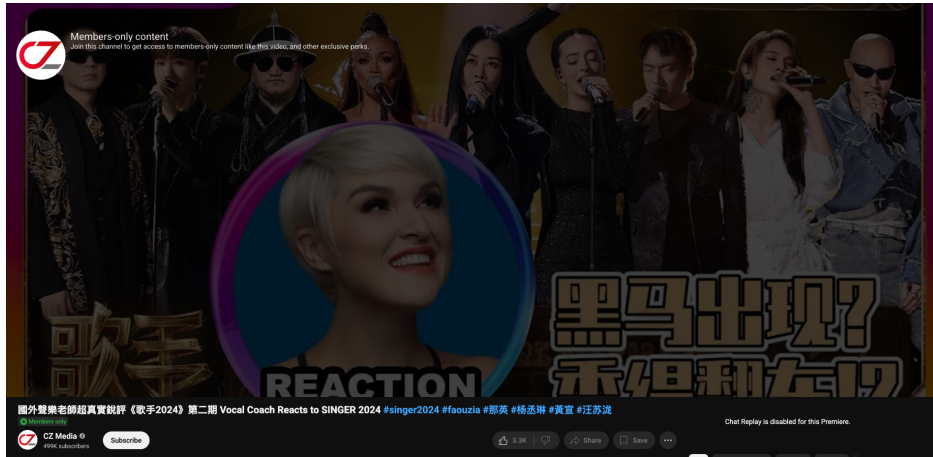 Members-only content
Join this channel to get access to members-only content like this video, and other exclusive perks.
CZ
歌手
REACTION
黑马出现?
國外聲樂老師超真實銳評《歌手2024》第二期 Vocal Coach Reacts to SINGER 2024 #singer2024 #faouzia #那英 #杨丞琳 #黃宣 #汪苏泷
Members only
Chat Replay is disabled for this Premiere.
CZ
CZ Media
499K subscribers
Subscribe
3.3K
Share
Save